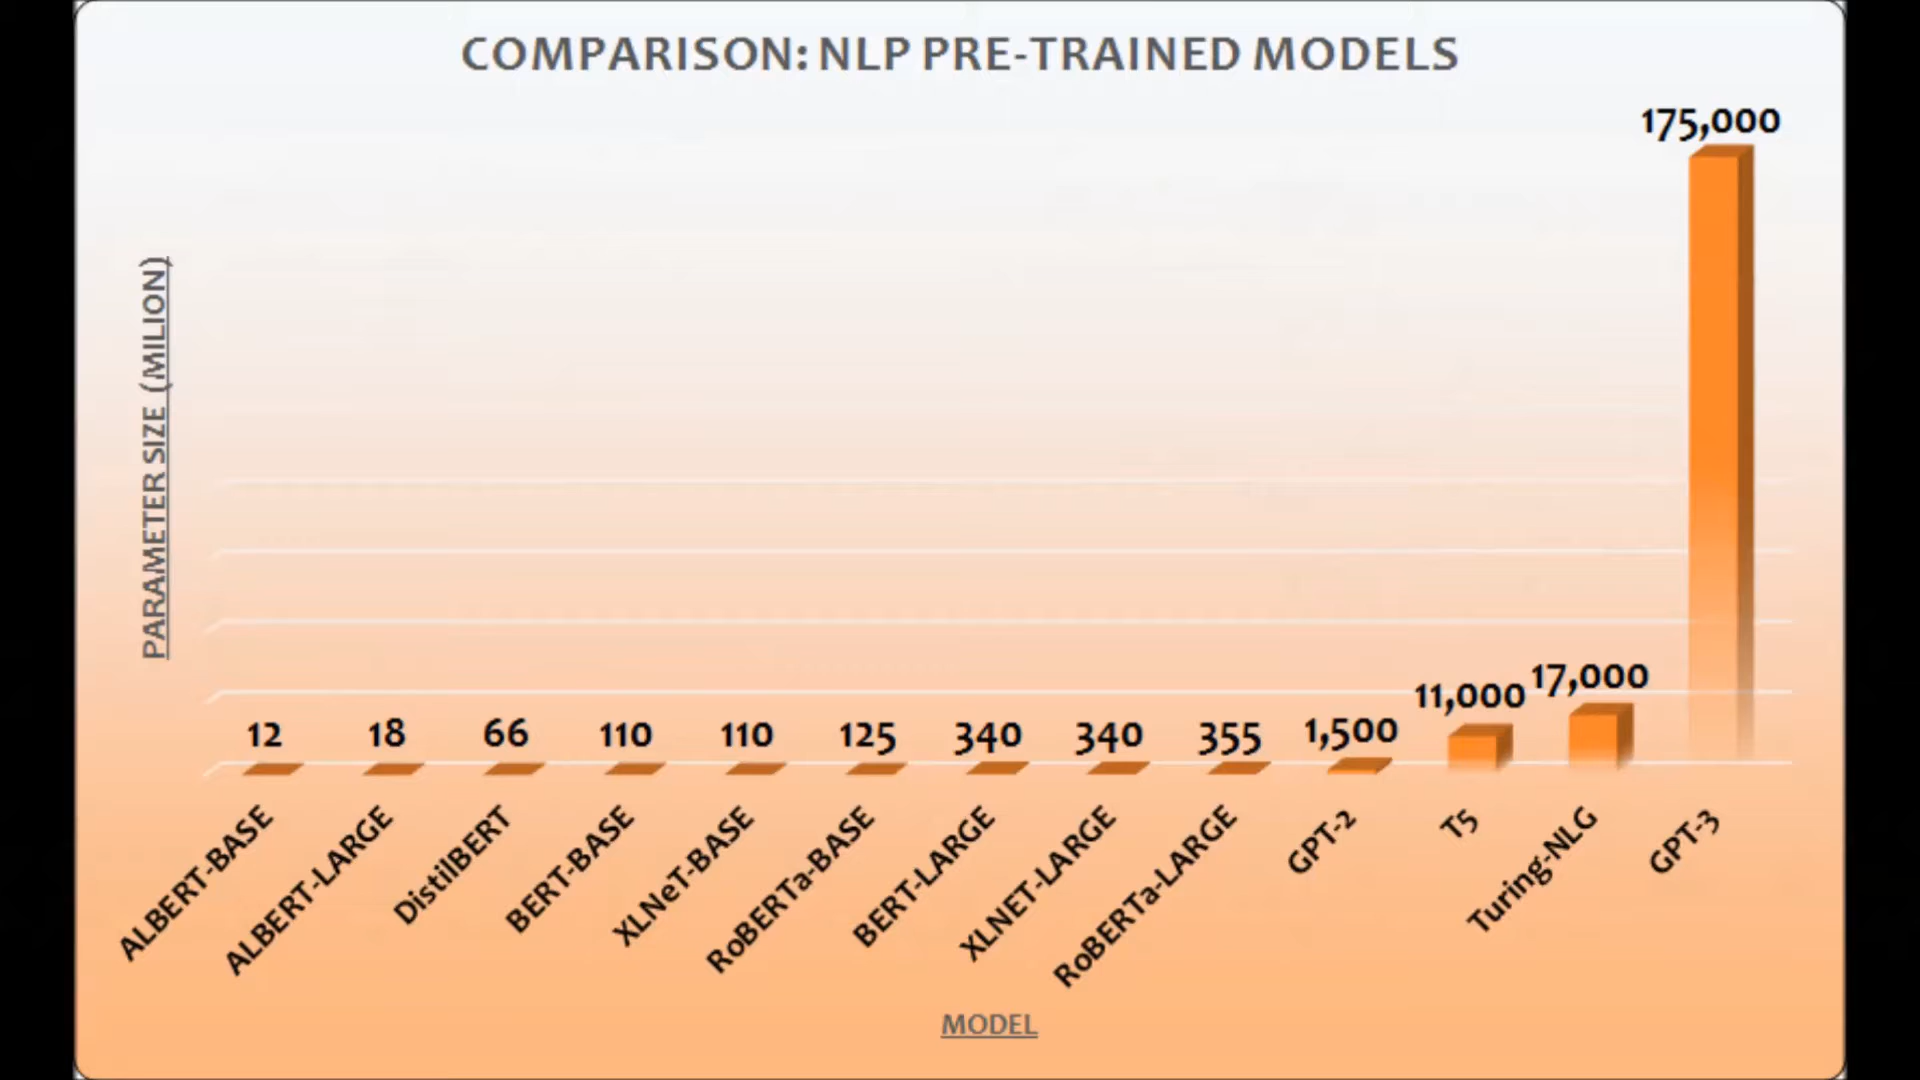 COMPARISON: NLP PRE-TRAINED MODELS
PARAMETER SIZE (MILION)
12
18
66
110
110
125
340
340
355
1,500
11,000
17,000
175,000
ALBERT-BASE
ALBERT-LARGE
DistilBERT
BERT-BASE
XLNeT-BASE
RoBERTa-BASE
BERT-LARGE
XLNET-LARGE
RoBERTa-LARGE
GPT-2
T5
Turing-NLG
GPT-3
MODEL